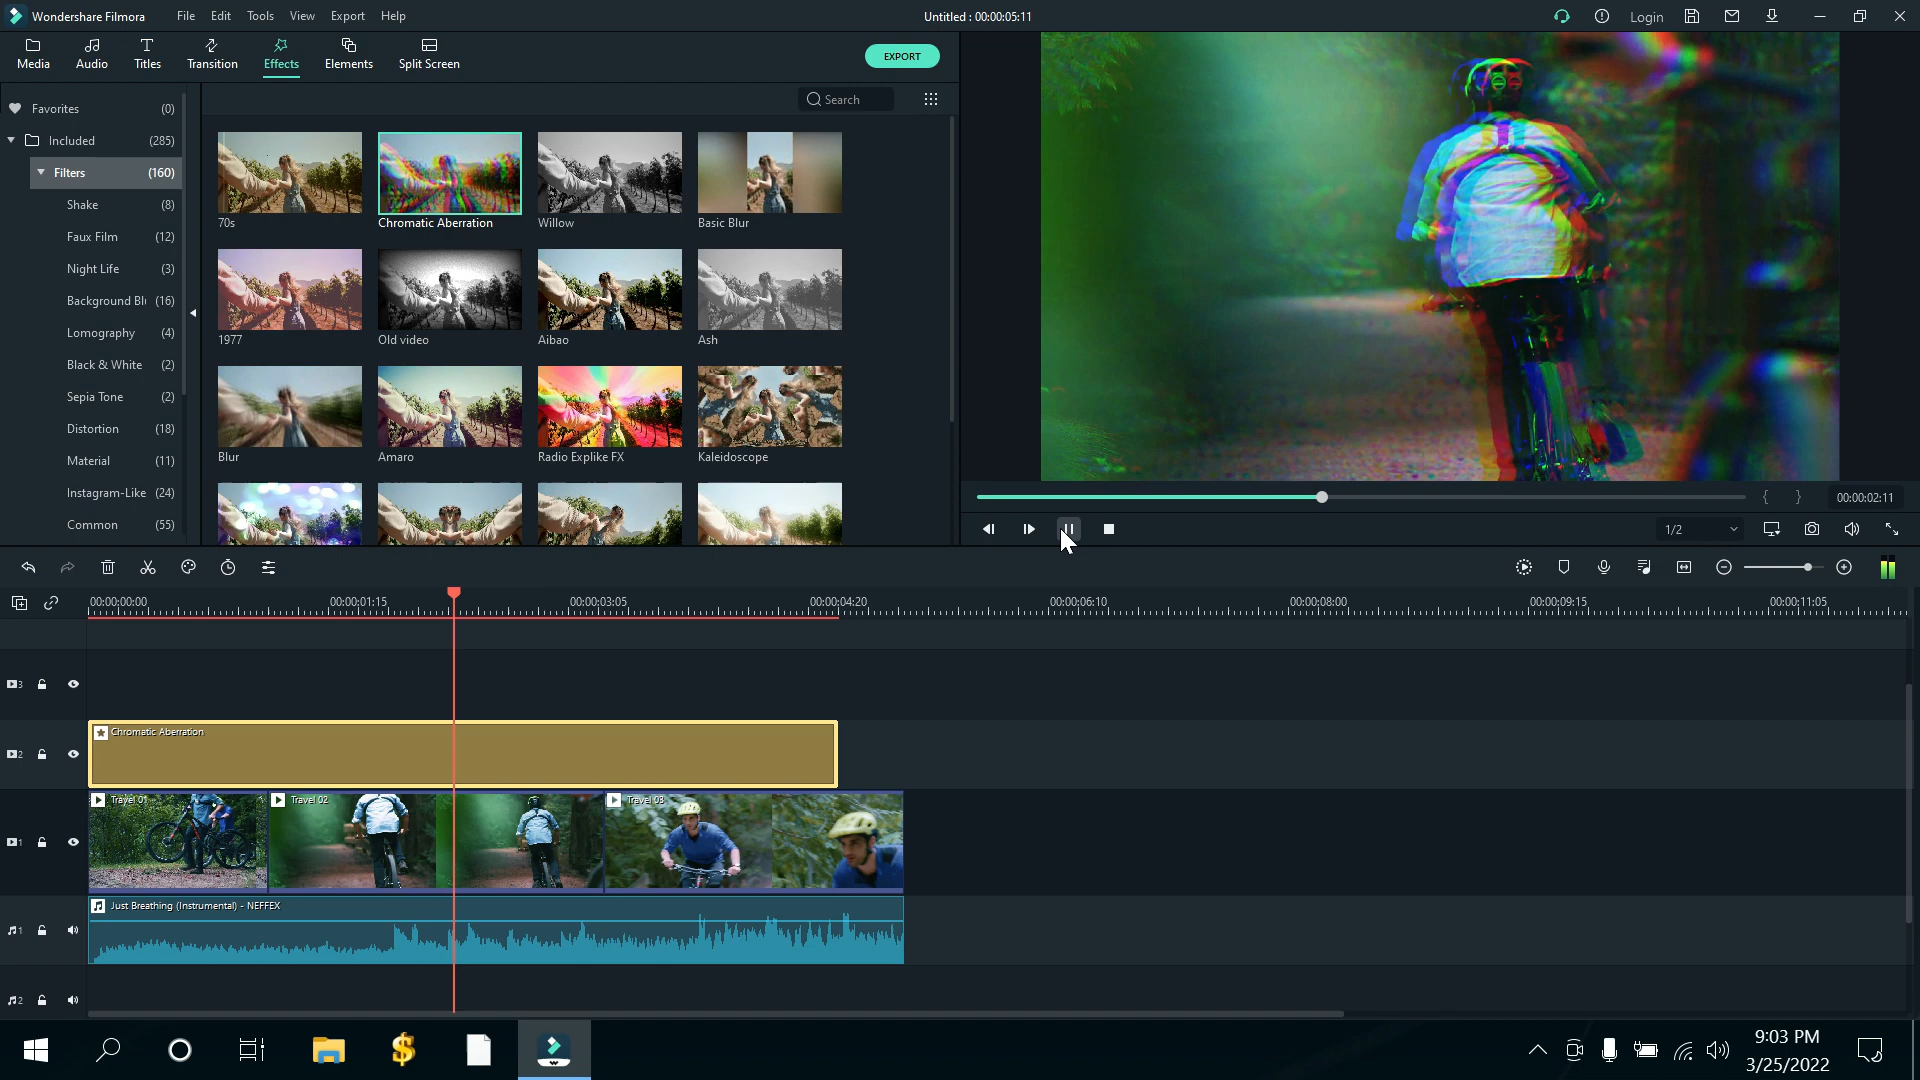 Wondershare Filmora
File Edit Tools View Export Help
Untitled : 00:00:05:11
Login
Media Audio Titles Transition Effects Elements Split Screen
EXPORT
Favorites (0)
Included (285)
Filters (160)
Shake (8)
Faux Film (12)
Night Life (3)
Background Bl (16)
Lomography (4)
Black & White (2)
Sepia Tone (2)
Distortion (18)
Material (11)
Instagram-Like (24)
Common (55)
Search
70s Chromatic Aberration Willow Basic Blur
1977 Old video Aibao Ash
Blur Amaro Radio Explike FX Kaleidoscope
{ } 00:00:02:11
1/2
00:00:00:00 00:00:01:15 00:00:03:05 00:00:04:20 00:00:06:10 00:00:08:00 00:00:09:15 00:00:11:05
3
2
Chromatic Aberration
1
Travel 01 Travel 02 Travel 03
1
Just Breathing (Instrumental) - NEFFEX
2
9:03 PM
3/25/2022